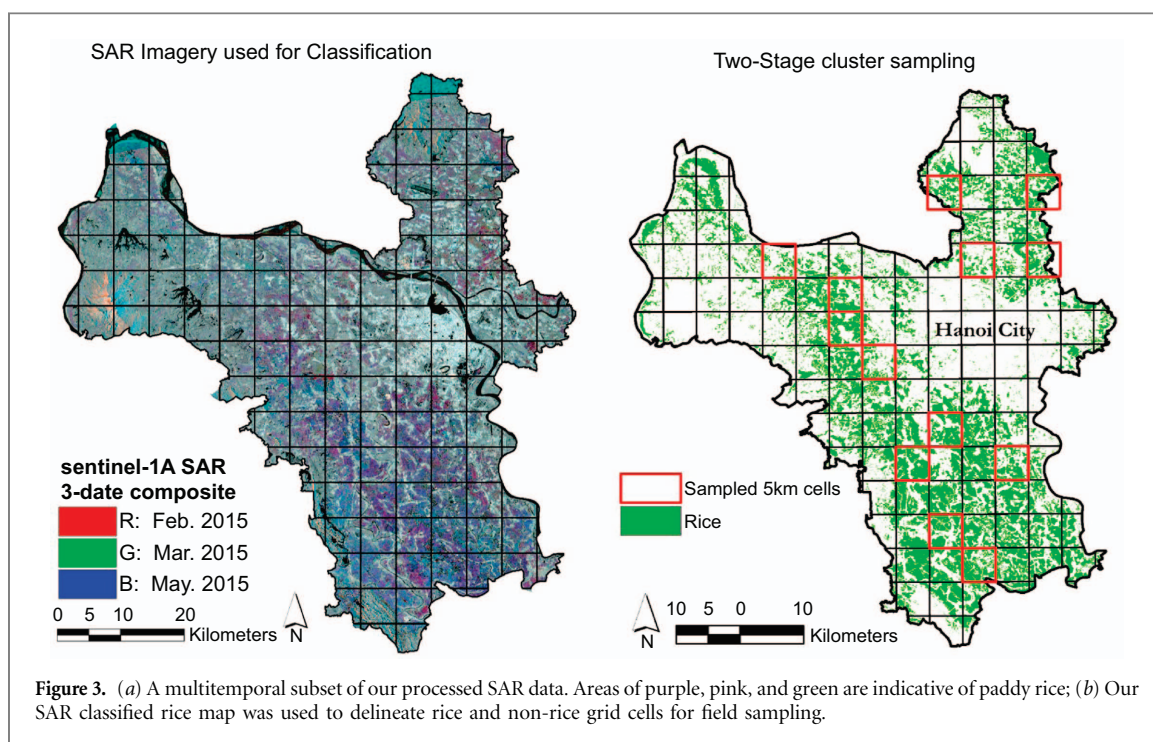 SAR Imagery used for Classification
sentinel-1A SAR
3-date composite
R: Feb. 2015
G: Mar. 2015
B: May. 2015
0 5 10 20
Kilometers
N
Two-Stage cluster sampling
Hanoi City
Sampled 5km cells
Rice
10 5 0 10
Kilometers
N
Figure 3. (a) A multitemporal subset of our processed SAR data. Areas of purple, pink, and green are indicative of paddy rice; (b) Our
SAR classified rice map was used to delineate rice and non-rice grid cells for field sampling.